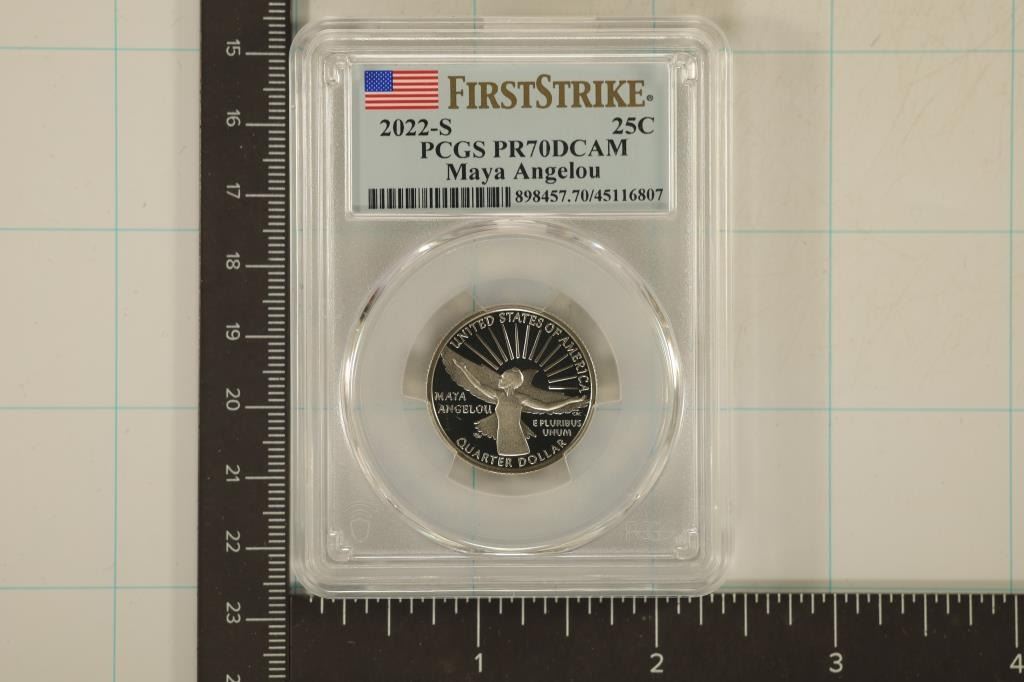 FIRSTSTRIKE®
2022-S 25C
PCGS PR70DCAM
Maya Angelou
898457.70/45116807
UNITED STATES OF AMERICA
MAYA
ANGELOU
E PLURIBUS
UNUM
QUARTER DOLLAR
PCGS
15
16
17
18
19
20
21
22
23
1
2
3
4